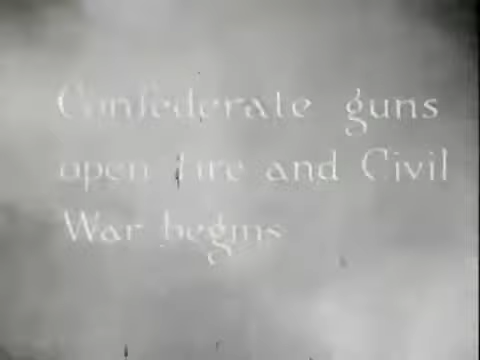 Confederate guns
open fire and Civil
War begins